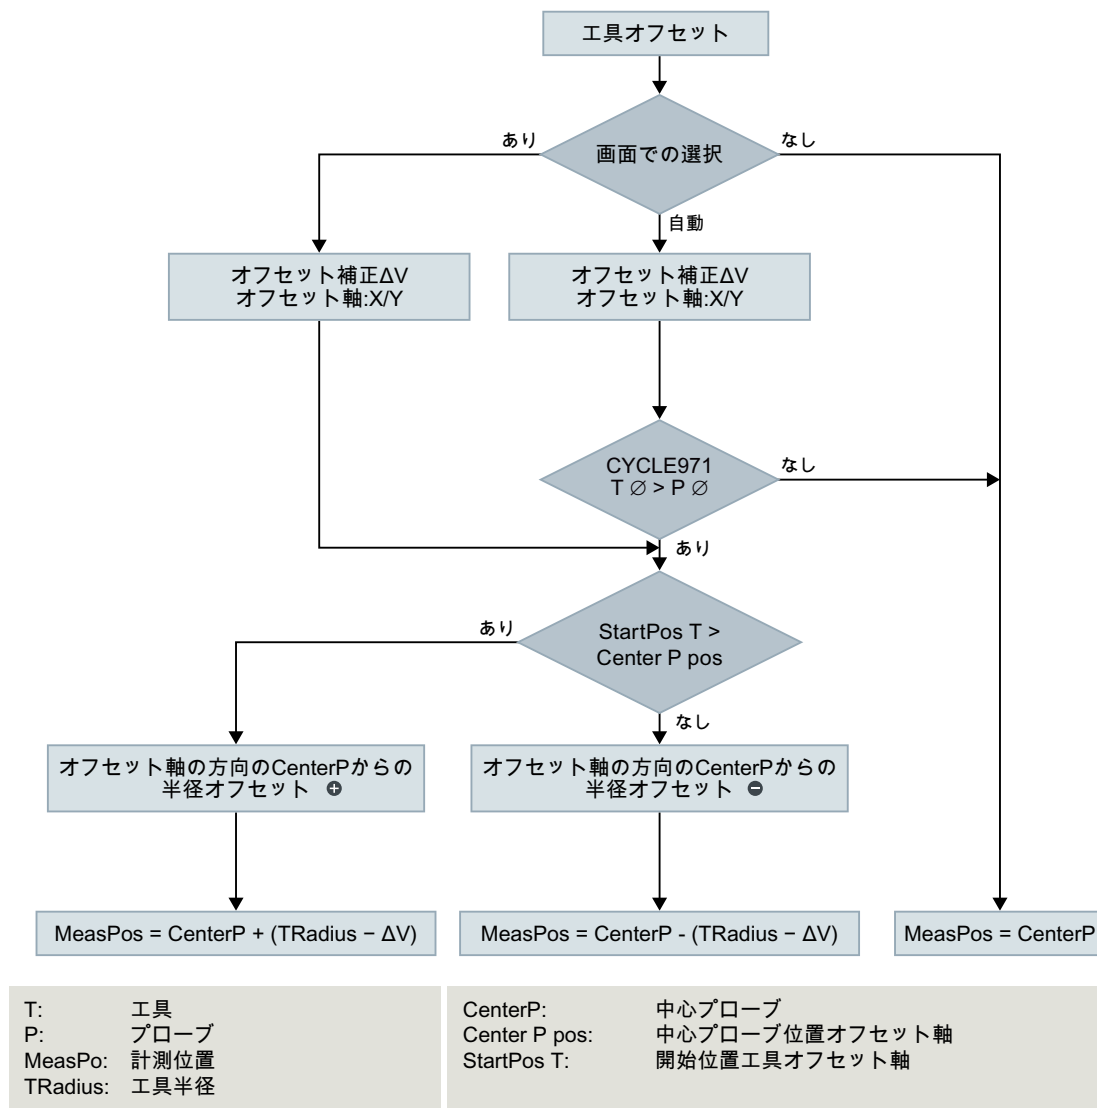 工具オフセット
画面での選択
あり
なし
自動
オフセット補正ΔV
オフセット軸:X/Y
オフセット補正ΔV
オフセット軸:X/Y
CYCLE971
T ∅ > P ∅
なし
あり
StartPos T >
Center P pos
あり
なし
オフセット軸の方向のCenterPからの
半径オフセット ⊕
オフセット軸の方向のCenterPからの
半径オフセット ⊖
MeasPos = CenterP + (TRadius − ΔV)
MeasPos = CenterP - (TRadius − ΔV)
MeasPos = CenterP
T: 工具
P: プローブ
MeasPo: 計測位置
TRadius: 工具半径
CenterP: 中心プローブ
Center P pos: 中心プローブ位置オフセット軸
StartPos T: 開始位置工具オフセット軸